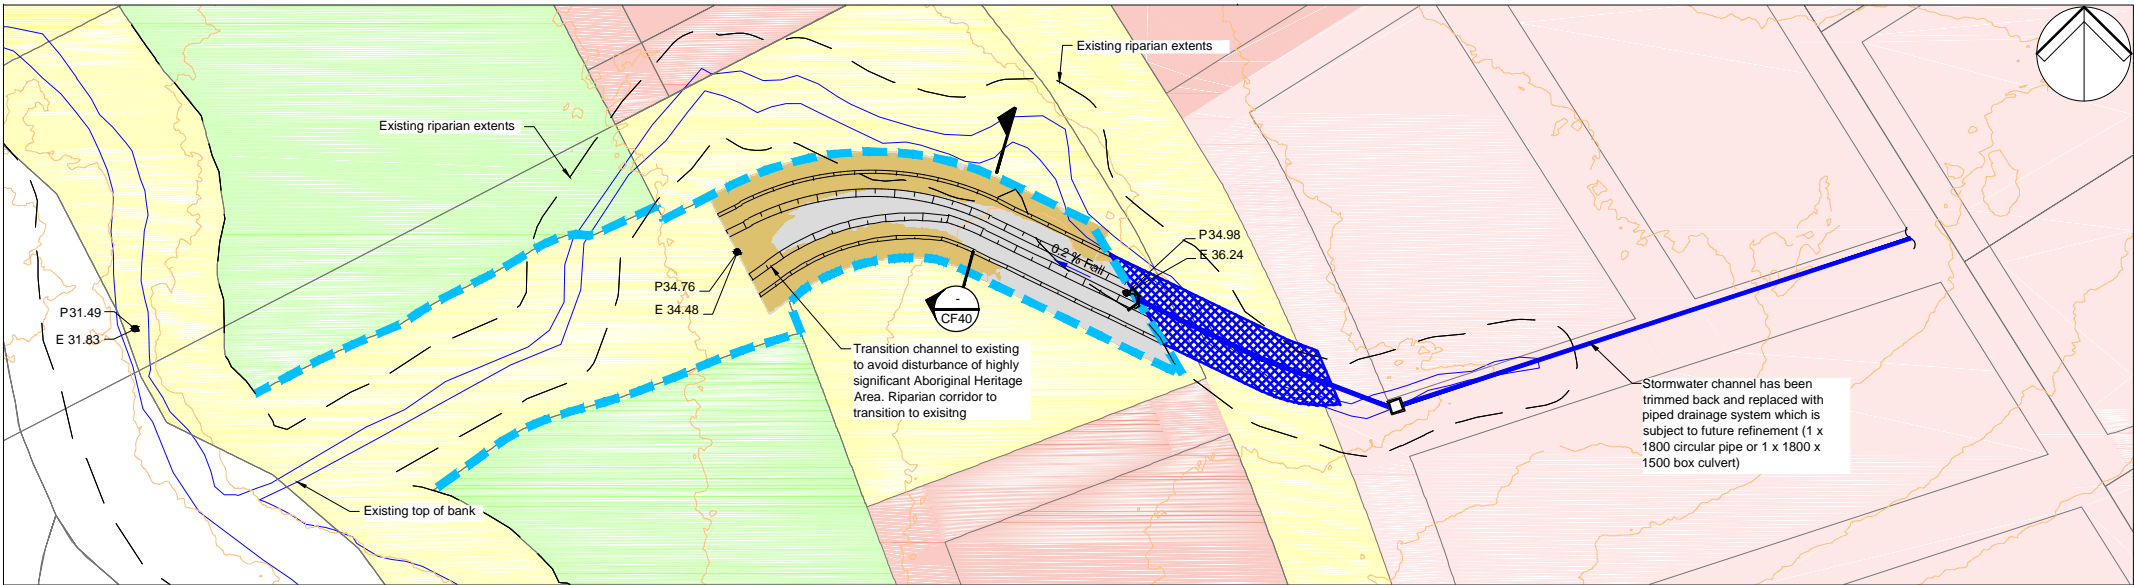 Existing riparian extents
Existing riparian extents
P34.98
E 36.24
0.2 % Fall
P34.76
E 34.48
P31.49
E 31.83
-
CF40
Transition channel to existing
to avoid disturbance of highly
significant Aboriginal Heritage
Area. Riparian corridor to
transition to exisitng
Stormwater channel has been
trimmed back and replaced with
piped drainage system which is
subject to future refinement (1 x
1800 circular pipe or 1 x 1800 x
1500 box culvert)
Existing top of bank